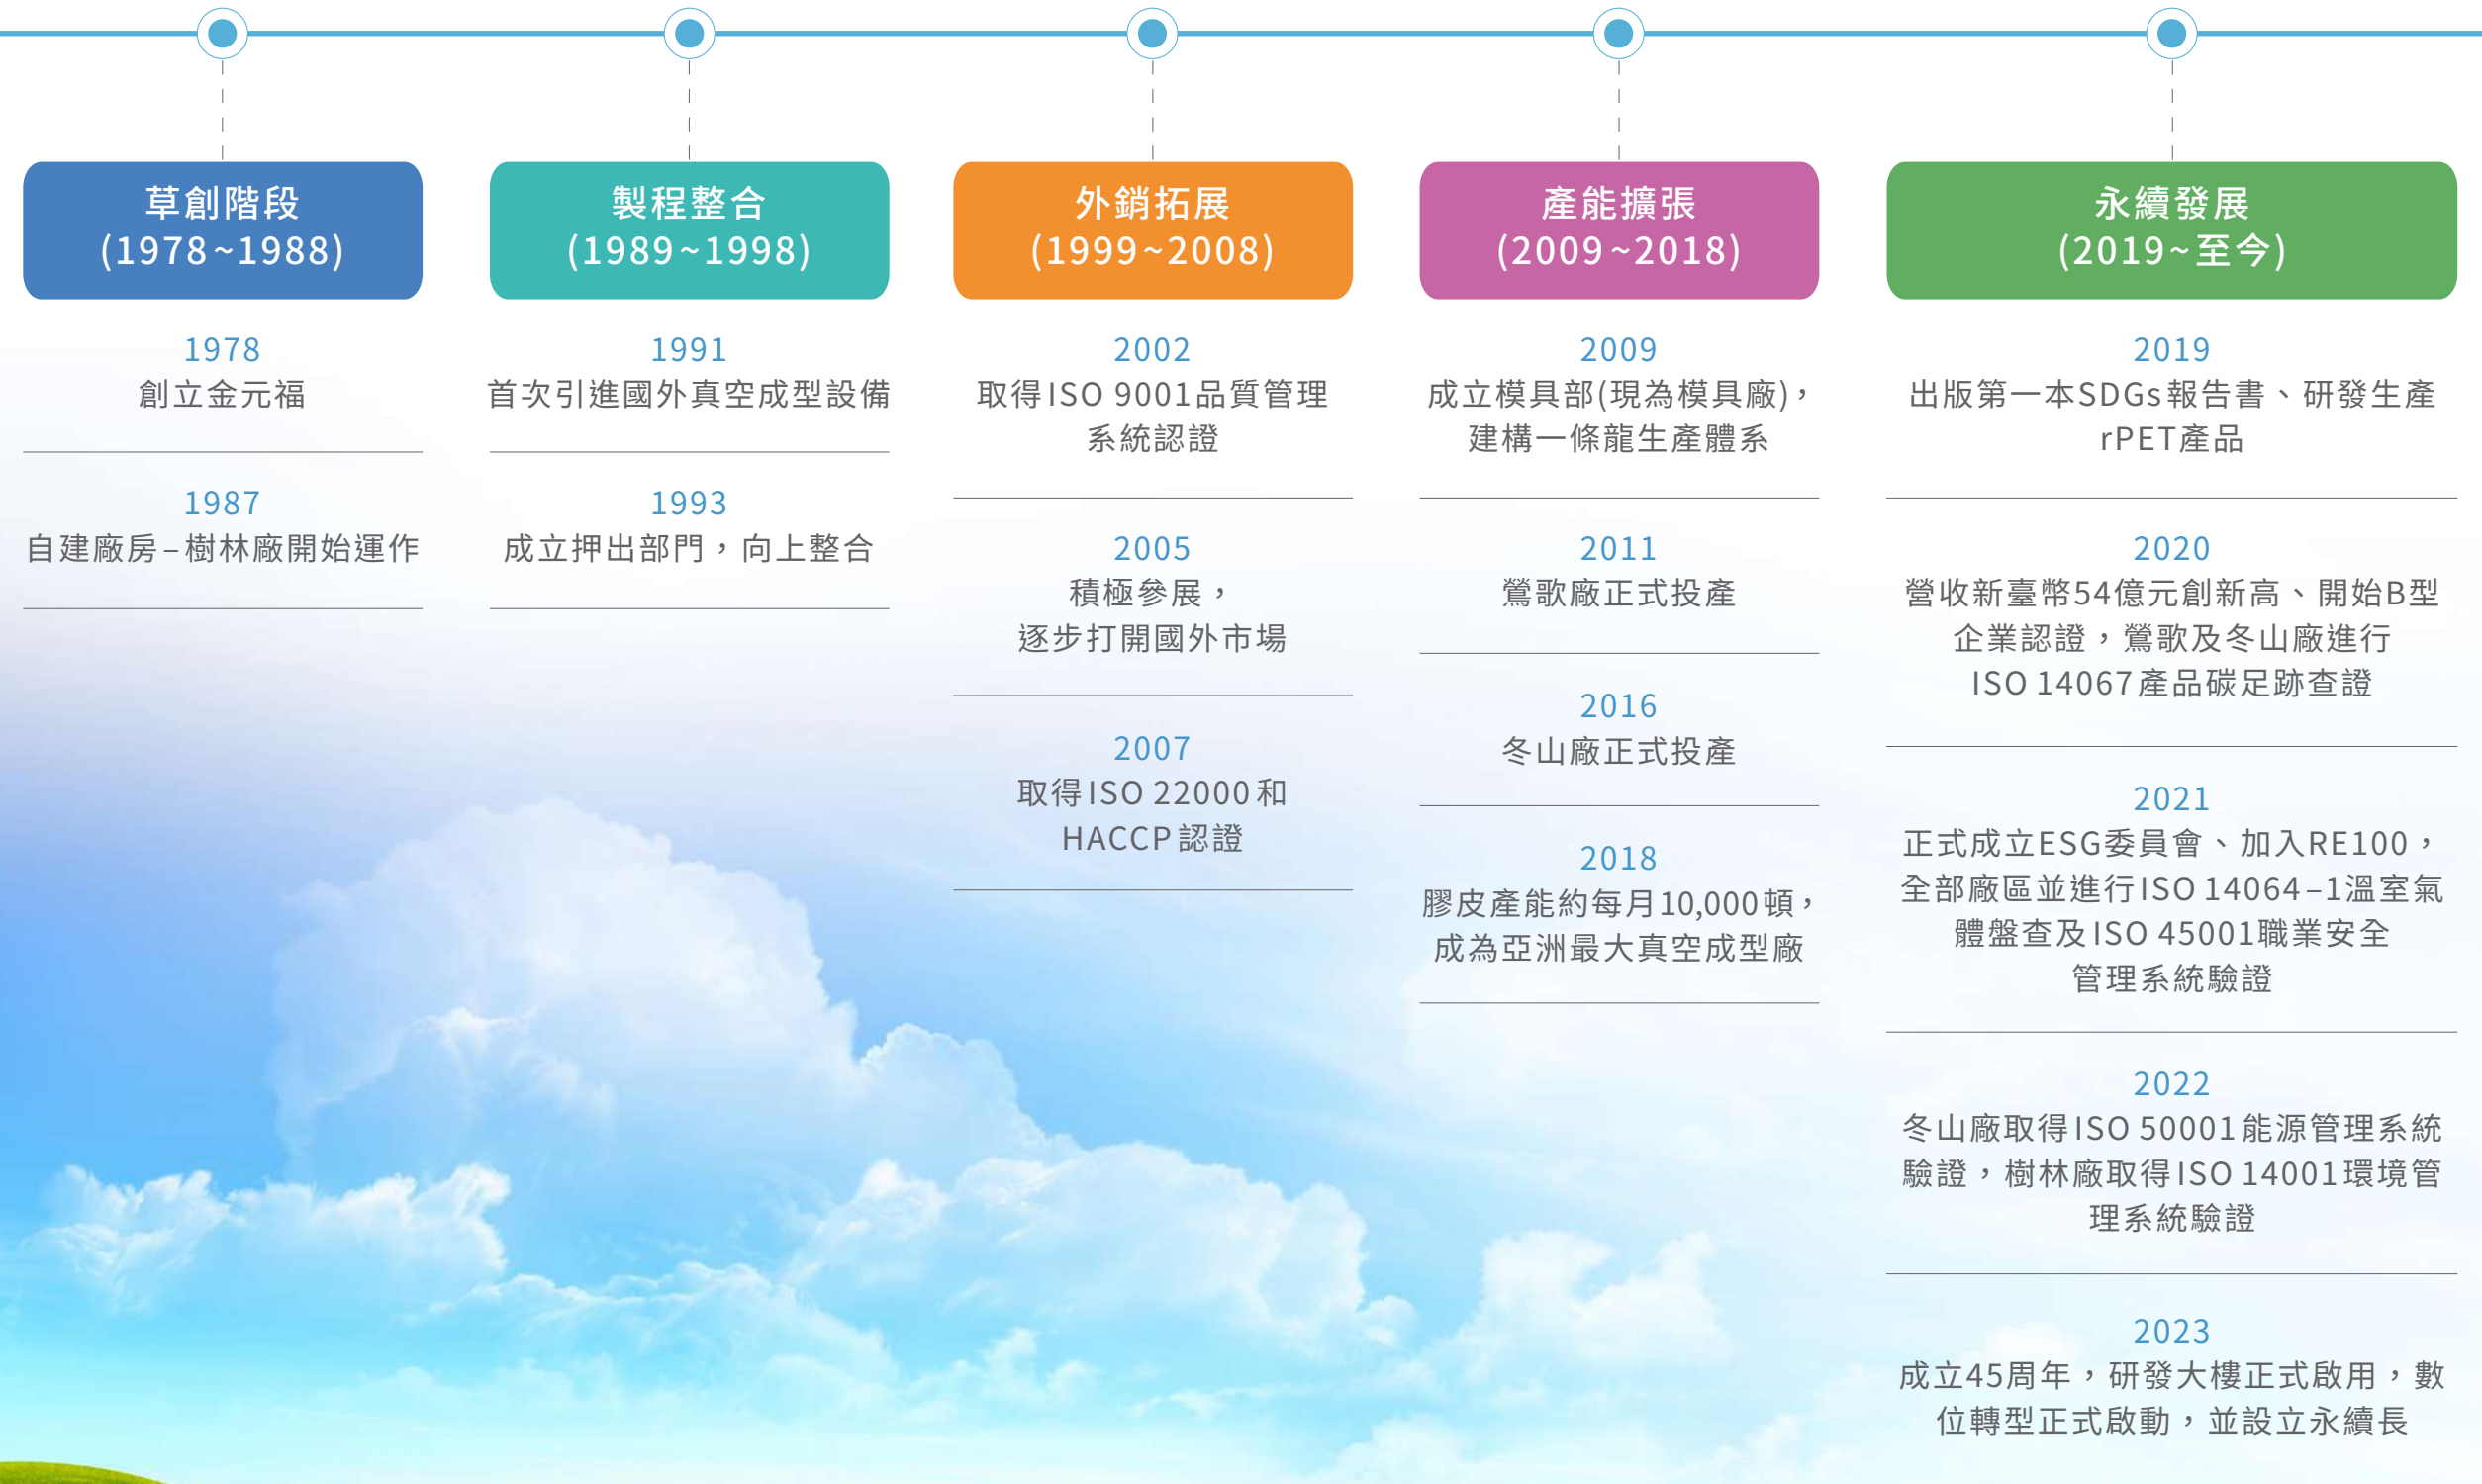 草創階段
(1978~1988)
1978
創立金元福
1987
自建廠房–樹林廠開始運作
製程整合
(1989~1998)
1991
首次引進國外真空成型設備
1993
成立押出部門，向上整合
外銷拓展
(1999~2008)
2002
取得ISO 9001品質管理
系統認證
2005
積極參展，
逐步打開國外市場
2007
取得ISO 22000和
HACCP認證
產能擴張
(2009~2018)
2009
成立模具部(現為模具廠)，
建構一條龍生產體系
2011
鶯歌廠正式投產
2016
冬山廠正式投產
2018
膠皮產能約每月10,000頓，
成為亞洲最大真空成型廠
永續發展
(2019~至今)
2019
出版第一本SDGs報告書、研發生產
rPET產品
2020
營收新臺幣54億元創新高、開始B型
企業認證，鶯歌及冬山廠進行
ISO 14067產品碳足跡查證
2021
正式成立ESG委員會、加入RE100，
全部廠區並進行ISO 14064–1溫室氣
體盤查及ISO 45001職業安全
管理系統驗證
2022
冬山廠取得ISO 50001能源管理系統
驗證，樹林廠取得ISO 14001環境管
理系統驗證
2023
成立45周年，研發大樓正式啟用，數
位轉型正式啟動，並設立永續長